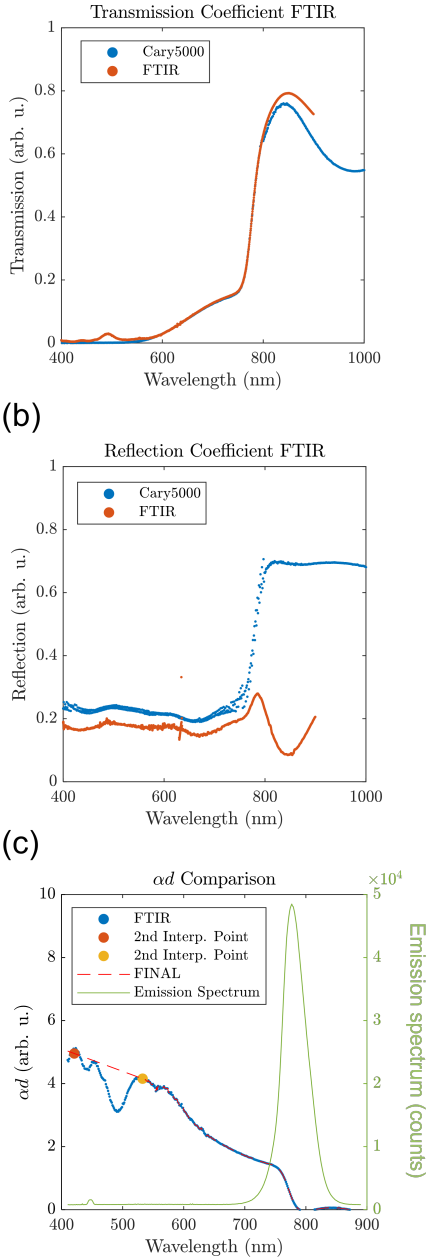 Transmission Coefficient FTIR
1
0.8
0.6
0.4
0.2
0
Transmission (arb. u.)
Cary5000
FTIR
400 600 800 1000
Wavelength (nm)
(b)
Reflection Coefficient FTIR
1
0.8
0.6
0.4
0.2
0
Reflection (arb. u.)
Cary5000
FTIR
400 600 800 1000
Wavelength (nm)
(c)
αd Comparison
×10⁴
10
8
6
4
2
0
αd (arb. u.)
FTIR
2nd Interp. Point
2nd Interp. Point
FINAL
Emission Spectrum
5
4
3
2
1
0
Emission spectrum (counts)
400 500 600 700 800 900
Wavelength (nm)